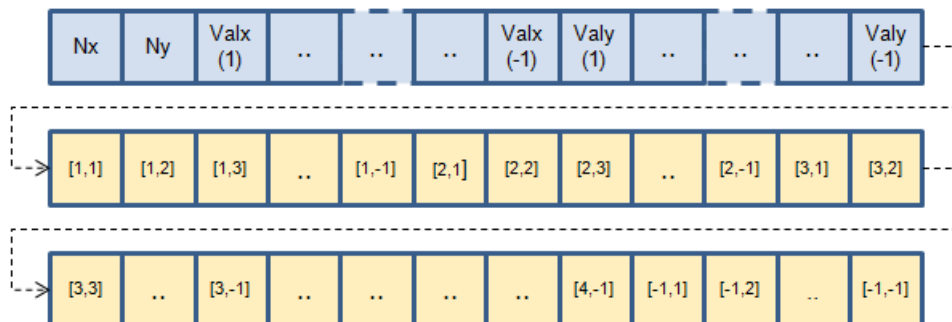 Nx Ny Valx (1) .. .. .. Valx (-1) Valy (1) .. .. .. Valy (-1)
[1,1] [1,2] [1,3] .. [1,-1] [2,1] [2,2] [2,3] .. [2,-1] [3,1] [3,2]
[3,3] .. [3,-1] .. .. .. .. [4,-1] [-1,1] [-1,2] .. [-1,-1]